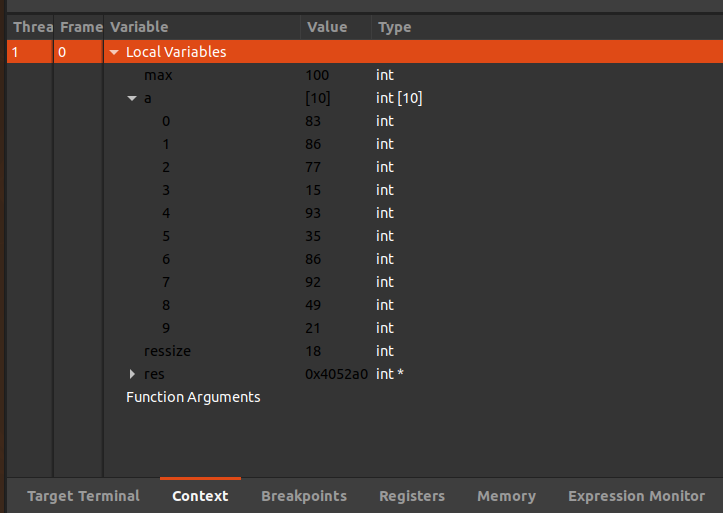 Threa Frame Variable Value Type
1 0 Local Variables
max 100 int
a [10] int [10]
0 83 int
1 86 int
2 77 int
3 15 int
4 93 int
5 35 int
6 86 int
7 92 int
8 49 int
9 21 int
ressize 18 int
res 0x4052a0 int *
Function Arguments
Target Terminal Context Breakpoints Registers Memory Expression Monitor